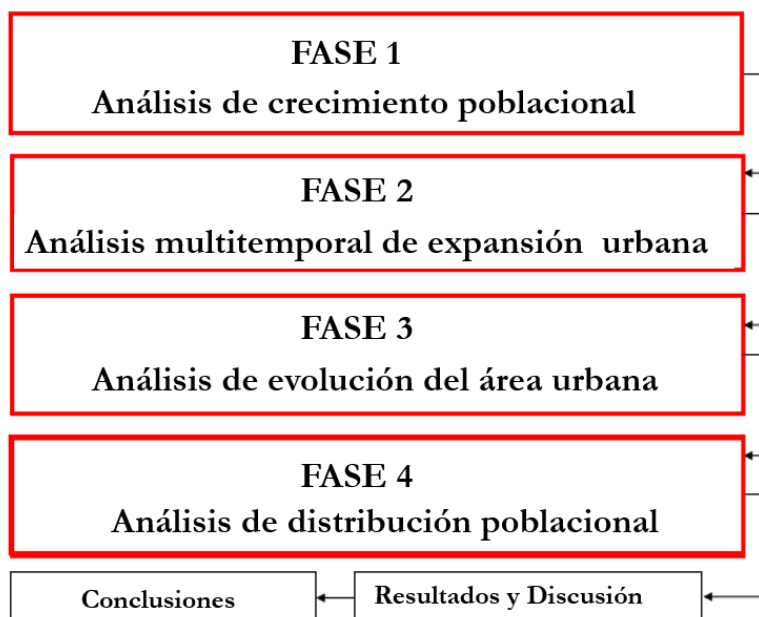 FASE 1
Análisis de crecimiento poblacional
FASE 2
Análisis multitemporal de expansión urbana
FASE 3
Análisis de evolución del área urbana
FASE 4
Análisis de distribución poblacional
Conclusiones
Resultados y Discusión